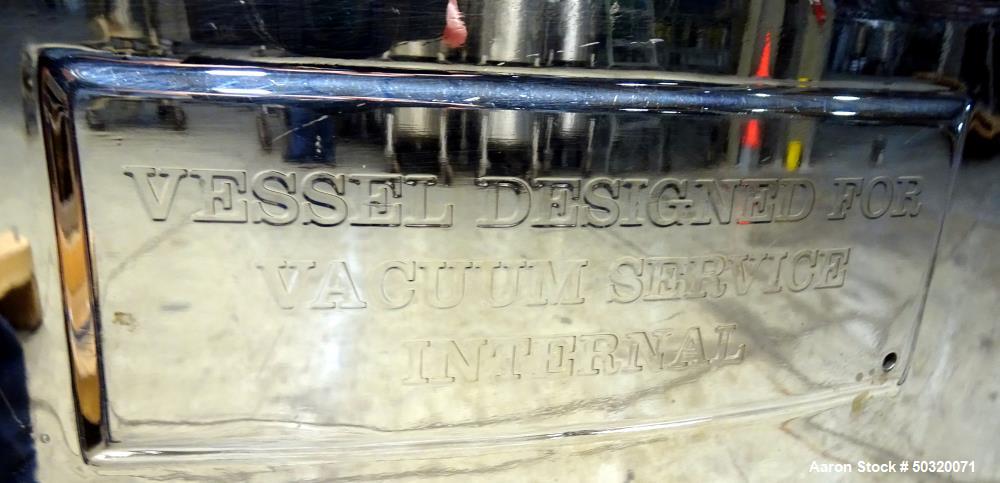 VESSEL DESIGNED FOR
VACUUM SERVICE
INTERNAL
Aaron Stock # 50320071